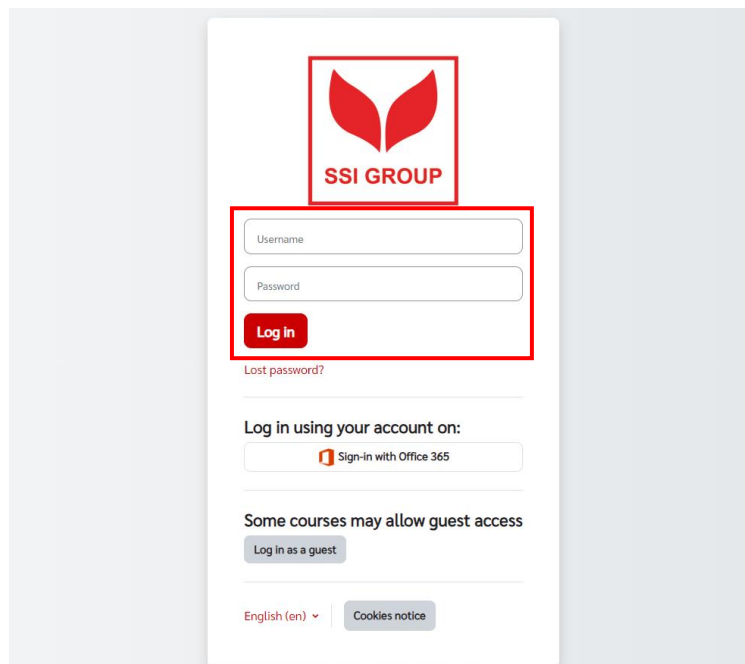 SSI GROUP
Username
Password
Log in
Lost password?
Log in using your account on:
Sign-in with Office 365
Some courses may allow guest access
Log in as a guest
English (en)
Cookies notice